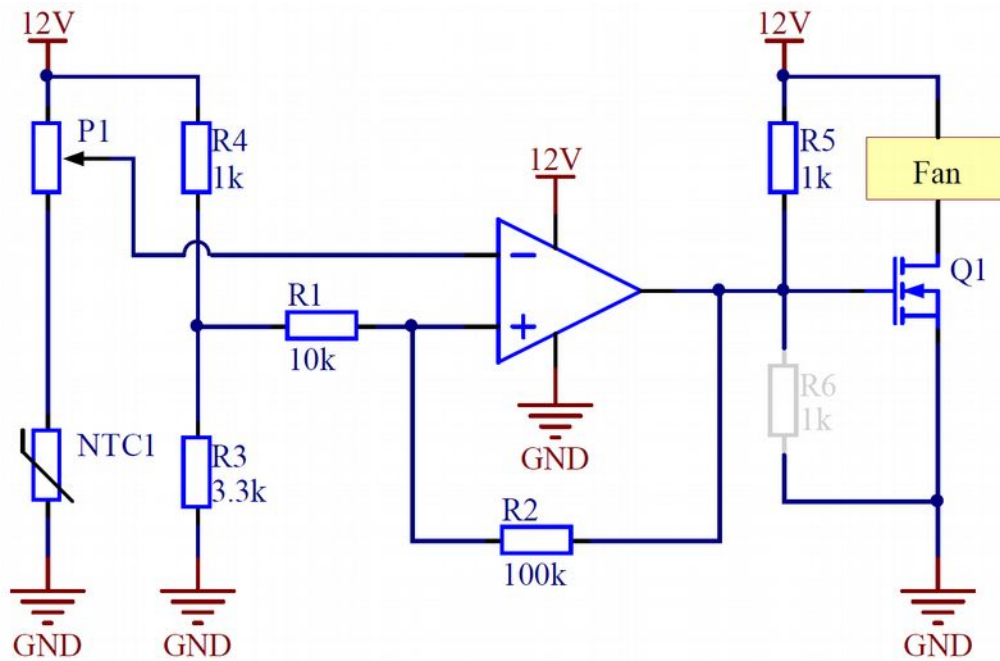 12V
12V
P1
R4
1k
R5
1k
12V
Fan
Q1
R1
10k
R6
1k
NTC1
R3
3.3k
GND
R2
100k
GND
GND
GND